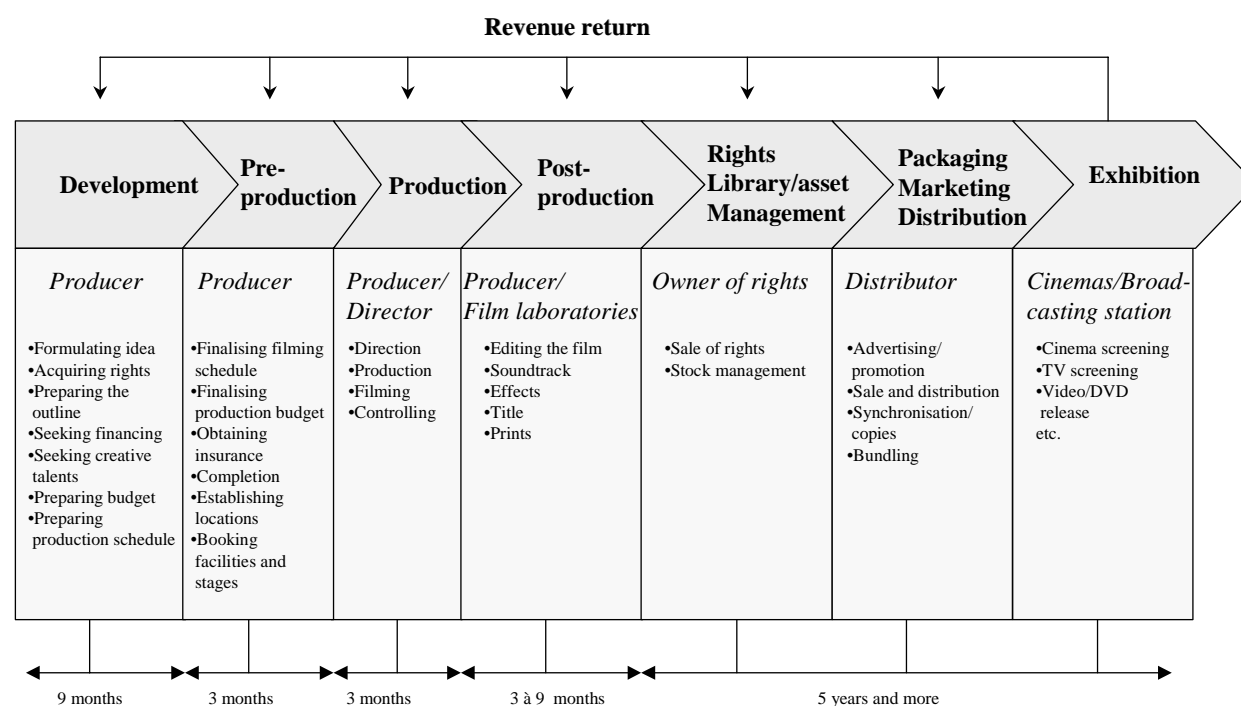 Revenue return
Development
Pre-
production
Production
Post-
production
Rights
Library/asset
Management
Packaging
Marketing
Distribution
Exhibition
Producer
•Formulating idea
•Acquiring rights
•Preparing the
outline
•Seeking financing
•Seeking creative
talents
•Preparing budget
•Preparing
production schedule
Producer
•Finalising filming
schedule
•Finalising
production budget
•Obtaining
insurance
•Completion
•Establishing
locations
•Booking
facilities and
stages
Producer/
Director
•Direction
•Production
•Filming
•Controlling
Producer/
Film laboratories
•Editing the film
•Soundtrack
•Effects
•Title
•Prints
Owner of rights
•Sale of rights
•Stock management
Distributor
•Advertising/
promotion
•Sale and distribution
•Synchronisation/
copies
•Bundling
Cinemas/Broad-
casting station
•Cinema screening
•TV screening
•Video/DVD
release
etc.
9 months
3 months
3 months
3 à 9 months
5 years and more